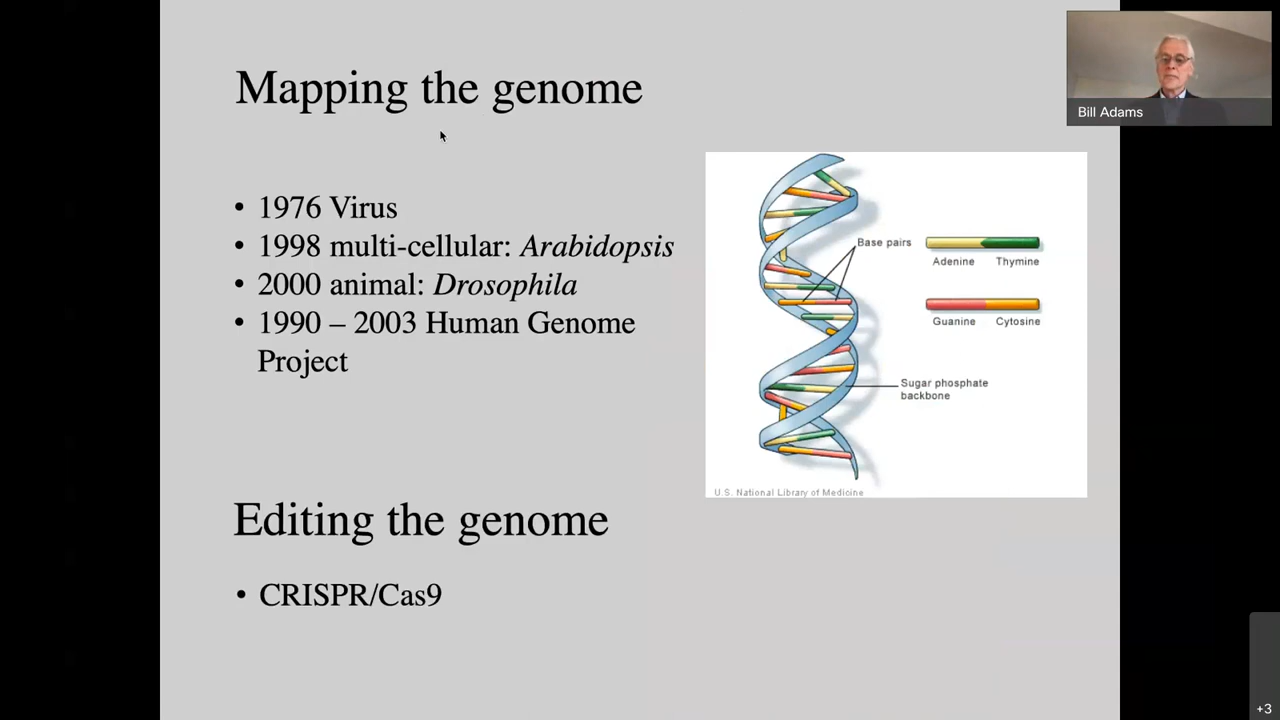 Mapping the genome
Bill Adams
• 1976 Virus
• 1998 multi-cellular: Arabidopsis
• 2000 animal: Drosophila
• 1990 – 2003 Human Genome
Project
Base pairs
Adenine Thymine
Guanine Cytosine
Sugar phosphate
backbone
U.S. National Library of Medicine
Editing the genome
• CRISPR/Cas9
+3